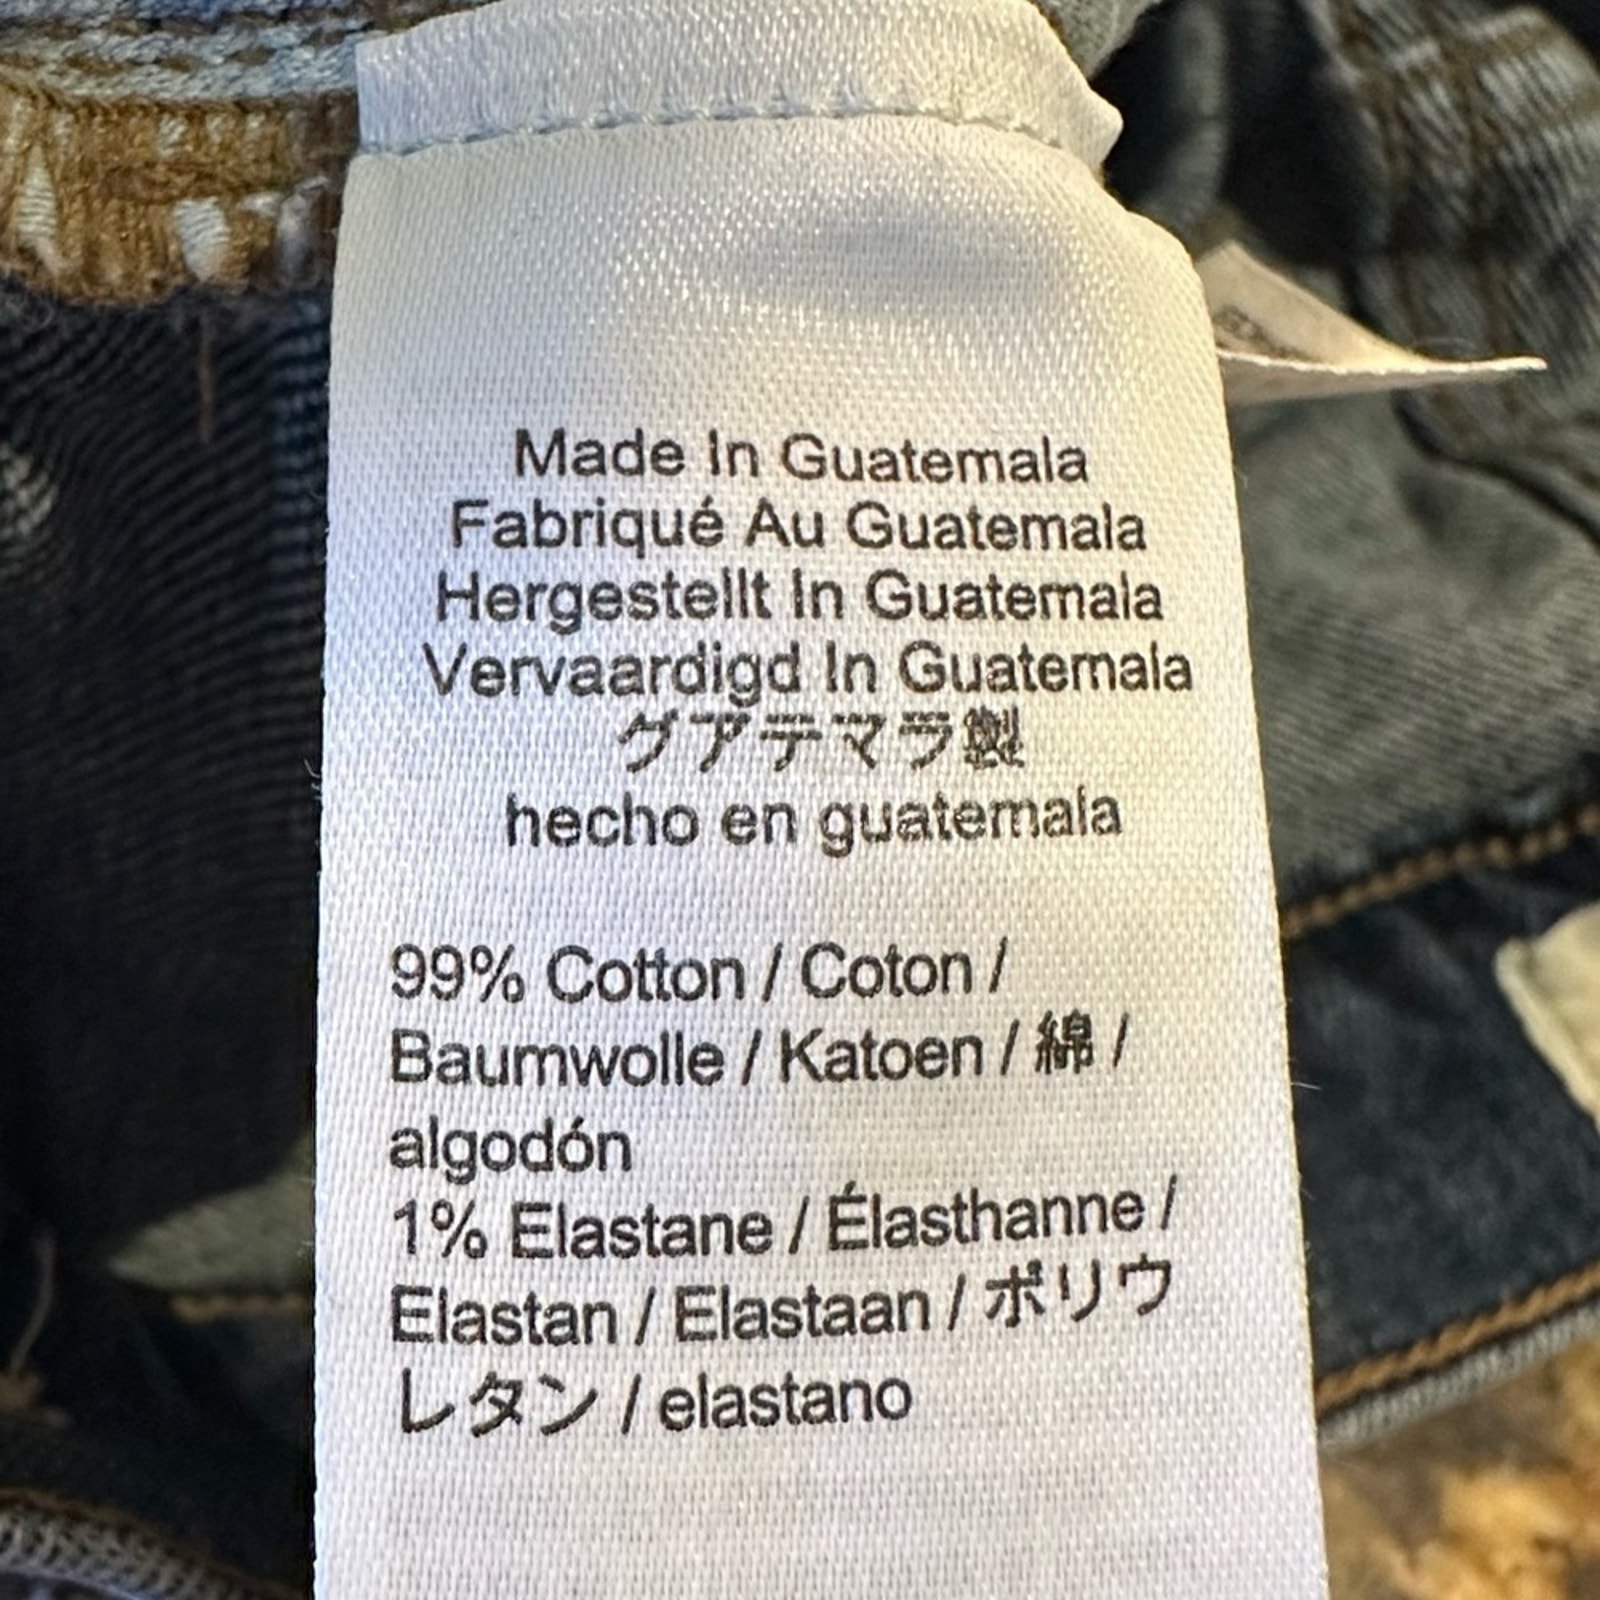 Made In Guatemala
Fabriqué Au Guatemala
Hergestellt In Guatemala
Vervaardigd In Guatemala
グアテマラ製
hecho en guatemala
99% Cotton / Coton /
Baumwolle / Katoen / 綿 /
algodón
1% Elastane / Élasthanne /
Elastan / Elastaan / ポリウ
レタン / elastano